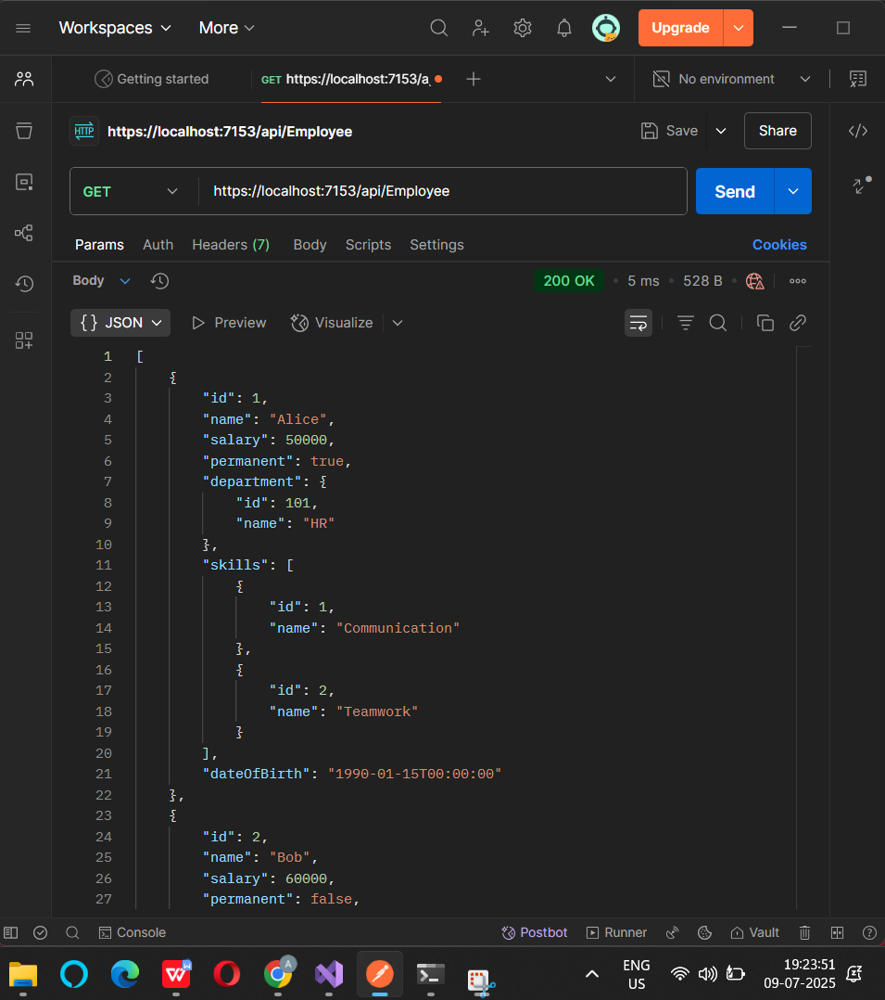 Workspaces More Upgrade
Getting started GET https://localhost:7153/a No environment
HTTP https://localhost:7153/api/Employee Save Share
GET https://localhost:7153/api/Employee Send
Params Auth Headers (7) Body Scripts Settings Cookies
Body 200 OK 5 ms 528 B
{} JSON Preview Visualize
1 [
2 {
3 "id": 1,
4 "name": "Alice",
5 "salary": 50000,
6 "permanent": true,
7 "department": {
8 "id": 101,
9 "name": "HR"
10 },
11 "skills": [
12 {
13 "id": 1,
14 "name": "Communication"
15 },
16 {
17 "id": 2,
18 "name": "Teamwork"
19 }
20 ],
21 "dateOfBirth": "1990-01-15T00:00:00"
22 },
23 {
24 "id": 2,
25 "name": "Bob",
26 "salary": 60000,
27 "permanent": false,
Console Postbot Runner Vault
W A ENG 19:23:51
US 09-07-2025